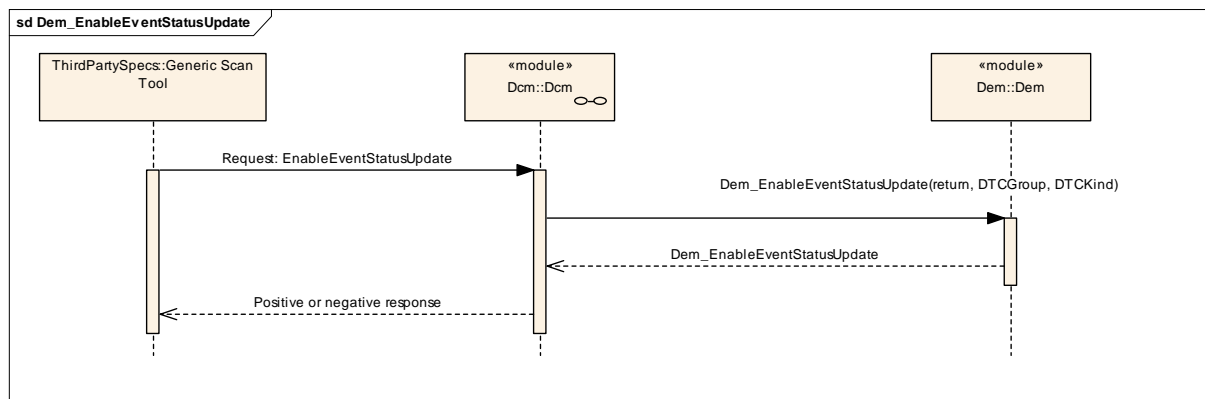 sd Dem_EnableEventStatusUpdate
ThirdPartySpecs::Generic Scan
Tool
«module»
Dcm::Dcm
«module»
Dem::Dem
Request: EnableEventStatusUpdate
Dem_EnableEventStatusUpdate(return, DTCGroup, DTCKind)
Dem_EnableEventStatusUpdate
Positive or negative response